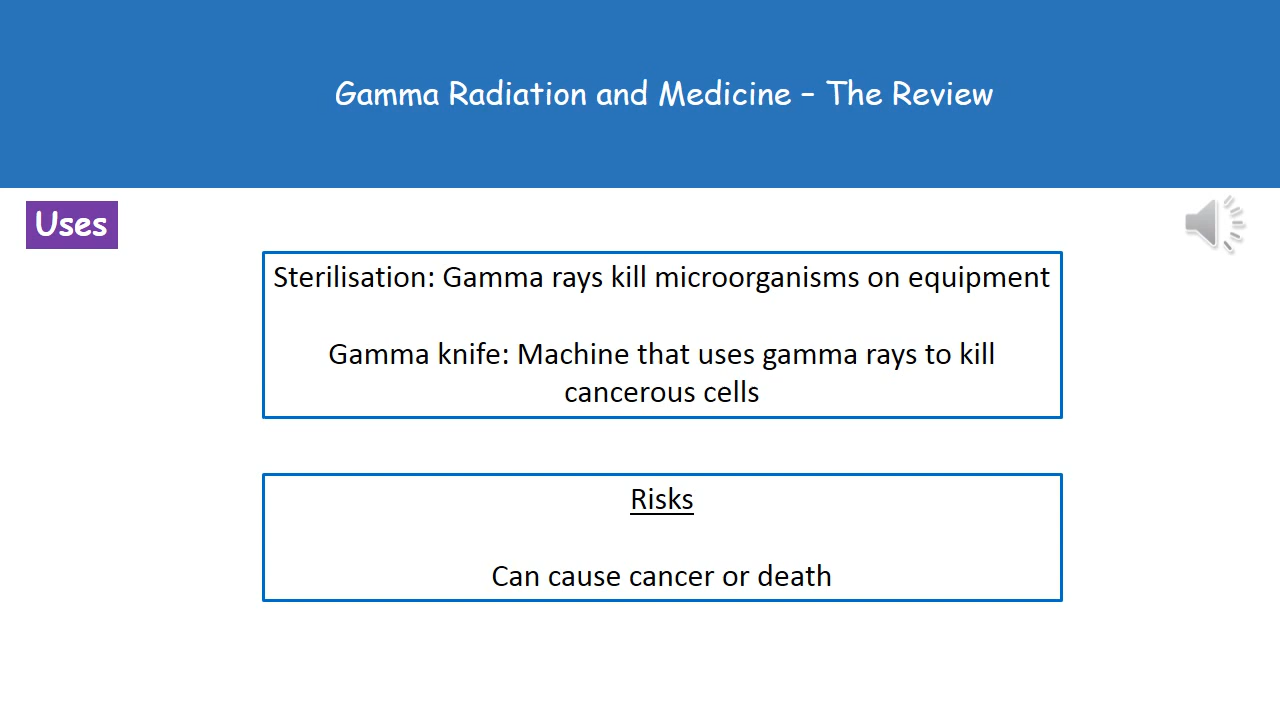 Gamma Radiation and Medicine – The Review
Uses
Sterilisation: Gamma rays kill microorganisms on equipment
Gamma knife: Machine that uses gamma rays to kill
cancerous cells
Risks
Can cause cancer or death